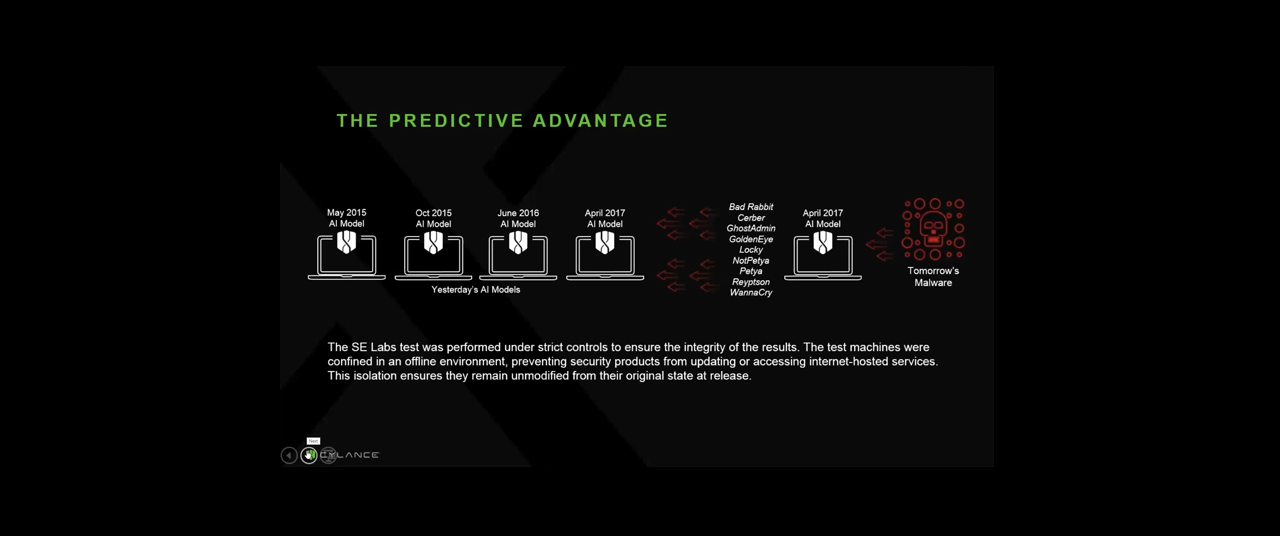 THE PREDICTIVE ADVANTAGE
May 2015
AI Model
Oct 2015
AI Model
June 2016
AI Model
April 2017
AI Model
Yesterday's AI Models
Bad Rabbit
Cerber
GhostAdmin
GoldenEye
Locky
NotPetya
Petya
Reyptson
WannaCry
April 2017
AI Model
Tomorrow's
Malware
The SE Labs test was performed under strict controls to ensure the integrity of the results. The test machines were
confined in an offline environment, preventing security products from updating or accessing internet-hosted services.
This isolation ensures they remain unmodified from their original state at release.
Next
CYLANCE